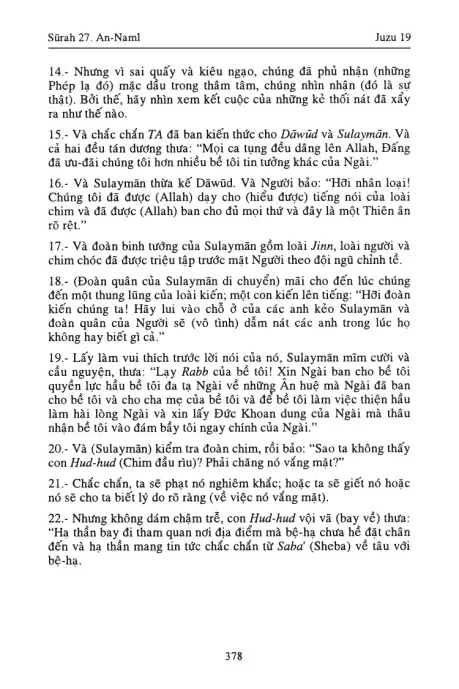 Sūrah 27. An-Naml Juzu 19
14.- Nhưng vì sai quấy và kiêu ngạo, chúng đã phủ nhận (những
Phép lạ đó) mặc dầu trong thâm tâm, chúng nhìn nhận (đó là sự
thật). Bởi thế, hãy nhìn xem kết cuộc của những kẻ thối nát đã xẩy
ra như thế nào.
15.- Và chắc chắn TA đã ban kiến thức cho Dāwūd và Sulaymān. Và
cả hai đều tán dương thưa: “Mọi ca tụng đều dâng lên Allah, Đấng
đã ưu-đãi chúng tôi hơn nhiều bề tôi tin tưởng khác của Ngài.”
16.- Và Sulaymān thừa kế Dāwūd. Và Người bảo: “Hỡi nhân loại!
Chúng tôi đã được (Allah) dạy cho (hiểu được) tiếng nói của loài
chim và đã được (Allah) ban cho đủ mọi thứ và đây là một Thiên ân
rõ rệt.”
17.- Và đoàn binh tướng của Sulaymān gồm loài Jinn, loài người và
chim chóc đã được triệu tập trước mặt Người theo đội ngũ chỉnh tề.
18.- (Đoàn quân của Sulaymān di chuyển) mãi cho đến lúc chúng
đến một thung lũng của loài kiến; một con kiến lên tiếng: “Hỡi đoàn
kiến chúng ta! Hãy lui vào chỗ ở của các anh kẻo Sulaymān và
đoàn quân của Người sẽ (vô tình) dẫm nát các anh trong lúc họ
không hay biết gì cả.”
19.- Lấy làm vui thích trước lời nói của nó, Sulaymān mĩm cười và
cầu nguyện, thưa: “Lạy Rabb của bề tôi! Xin Ngài ban cho bề tôi
quyền lực hầu bề tôi đa tạ Ngài về những Ân huệ mà Ngài đã ban
cho bề tôi và cho cha mẹ của bề tôi và để bề tôi làm việc thiện hầu
làm hài lòng Ngài và xin lấy Đức Khoan dung của Ngài mà thâu
nhận bề tôi vào đám bầy tôi ngay chính của Ngài.”
20.- Và (Sulaymān) kiểm tra đoàn chim, rồi bảo: “Sao ta không thấy
con Hud-hud (Chim đầu rìu)? Phải chăng nó vắng mặt?”
21.- Chắc chắn, ta sẽ phạt nó nghiêm khắc; hoặc ta sẽ giết nó hoặc
nó sẽ cho ta biết lý do rõ ràng (về việc nó vắng mặt).
22.- Nhưng không dám chậm trễ, con Hud-hud vội vã (bay về) thưa:
“Hạ thần bay đi tham quan nơi địa điểm mà bệ-hạ chưa hề đặt chân
đến và hạ thần mang tin tức chắc chắn từ Saba' (Sheba) về tâu với
bệ-hạ.
378